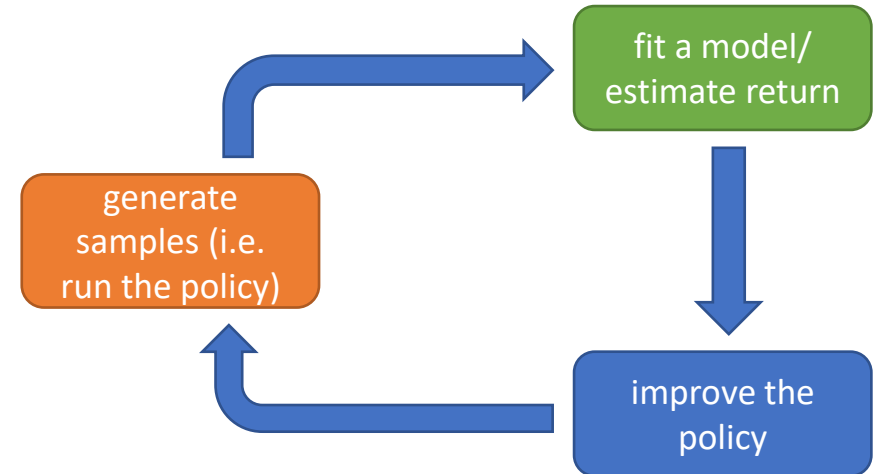 fit a model/
estimate return
generate
samples (i.e.
run the policy)
improve the
policy